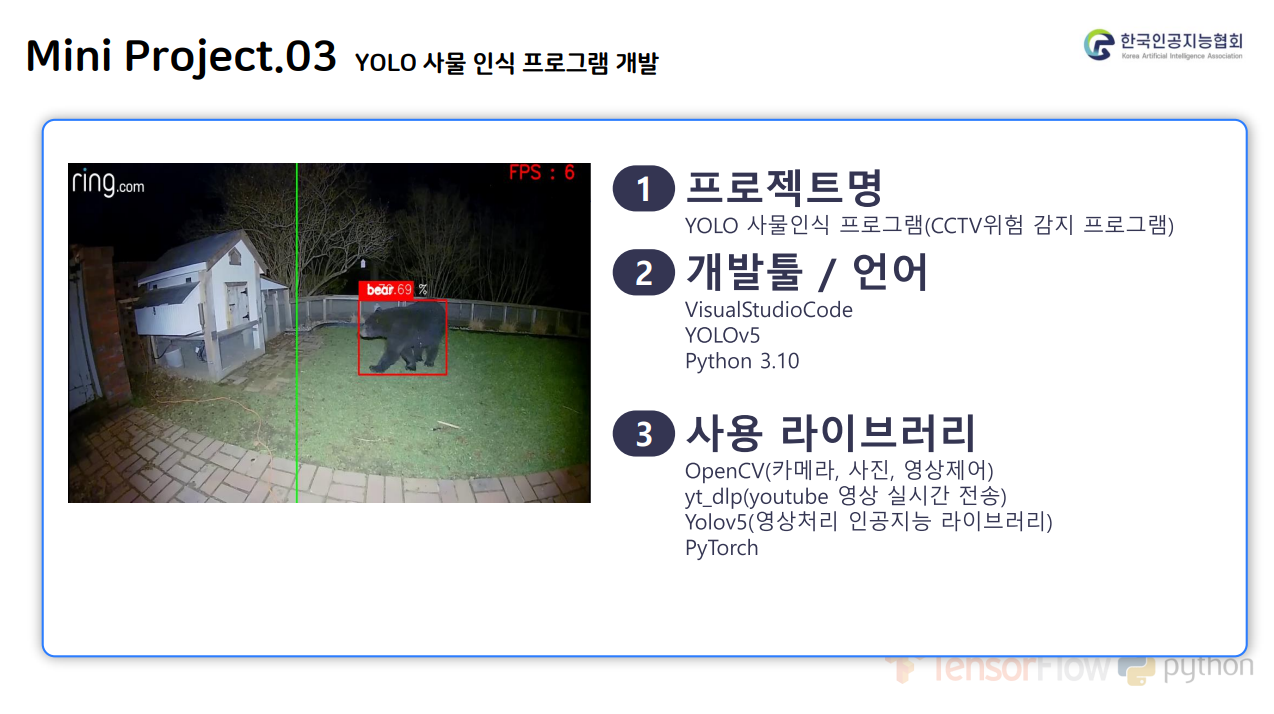 Mini Project.03 YOLO 사물 인식 프로그램 개발
한국인공지능협회
Korea Artificial Intelligence Association
ring.com
FPS : 6
bear
.69 %
1 프로젝트명
YOLO 사물인식 프로그램(CCTV위험 감지 프로그램)
2 개발툴 / 언어
VisualStudioCode
YOLOv5
Python 3.10
3 사용 라이브러리
OpenCV(카메라, 사진, 영상제어)
yt_dlp(youtube 영상 실시간 전송)
Yolov5(영상처리 인공지능 라이브러리)
PyTorch
TensorFlow
python